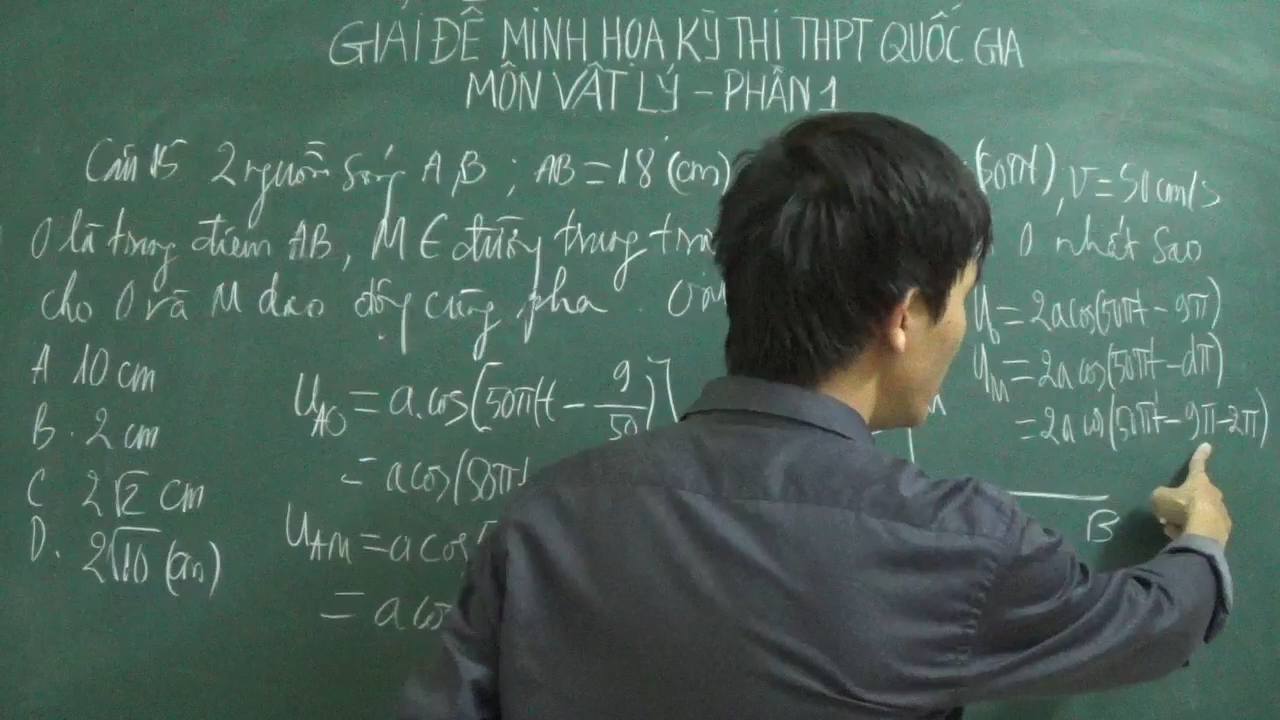 GIẢI ĐỀ MINH HỌA KỲ THI THPT QUỐC GIA
MÔN VẬT LÝ - PHẦN 1
Câu 15 2 nguồn sóng A, B ; AB = 18 (cm) (50πt), v = 50 cm/s
O là trung điểm AB, M ∈ đường trung O nhất sao
cho O và M dao động cùng pha.
A 10 cm
B. 2 cm
C 2√2 cm
D. 2√10 (cm)
U_AO = a.cos[50π(t - 9/50)]
= a cos(50πt
U_AM = a cos
= a co
U_O = 2a cos(50πt - 9π)
U_M = 2a cos(50πt - dπ)
= 2a cos(50πt - 9π - 2π)
B